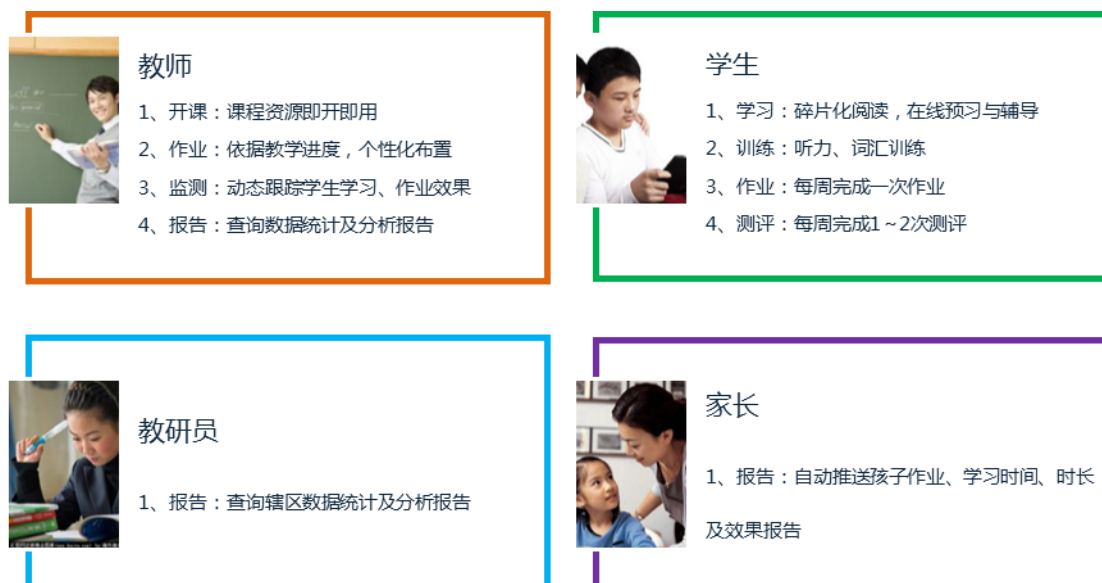 教师
1、开课：课程资源即开即用
2、作业：依据教学进度，个性化布置
3、监测：动态跟踪学生学习、作业效果
4、报告：查询数据统计及分析报告
学生
1、学习：碎片化阅读，在线预习与辅导
2、训练：听力、词汇训练
3、作业：每周完成一次作业
4、测评：每周完成1～2次测评
教研员
1、报告：查询辖区数据统计及分析报告
家长
1、报告：自动推送孩子作业、学习时间、时长
及效果报告